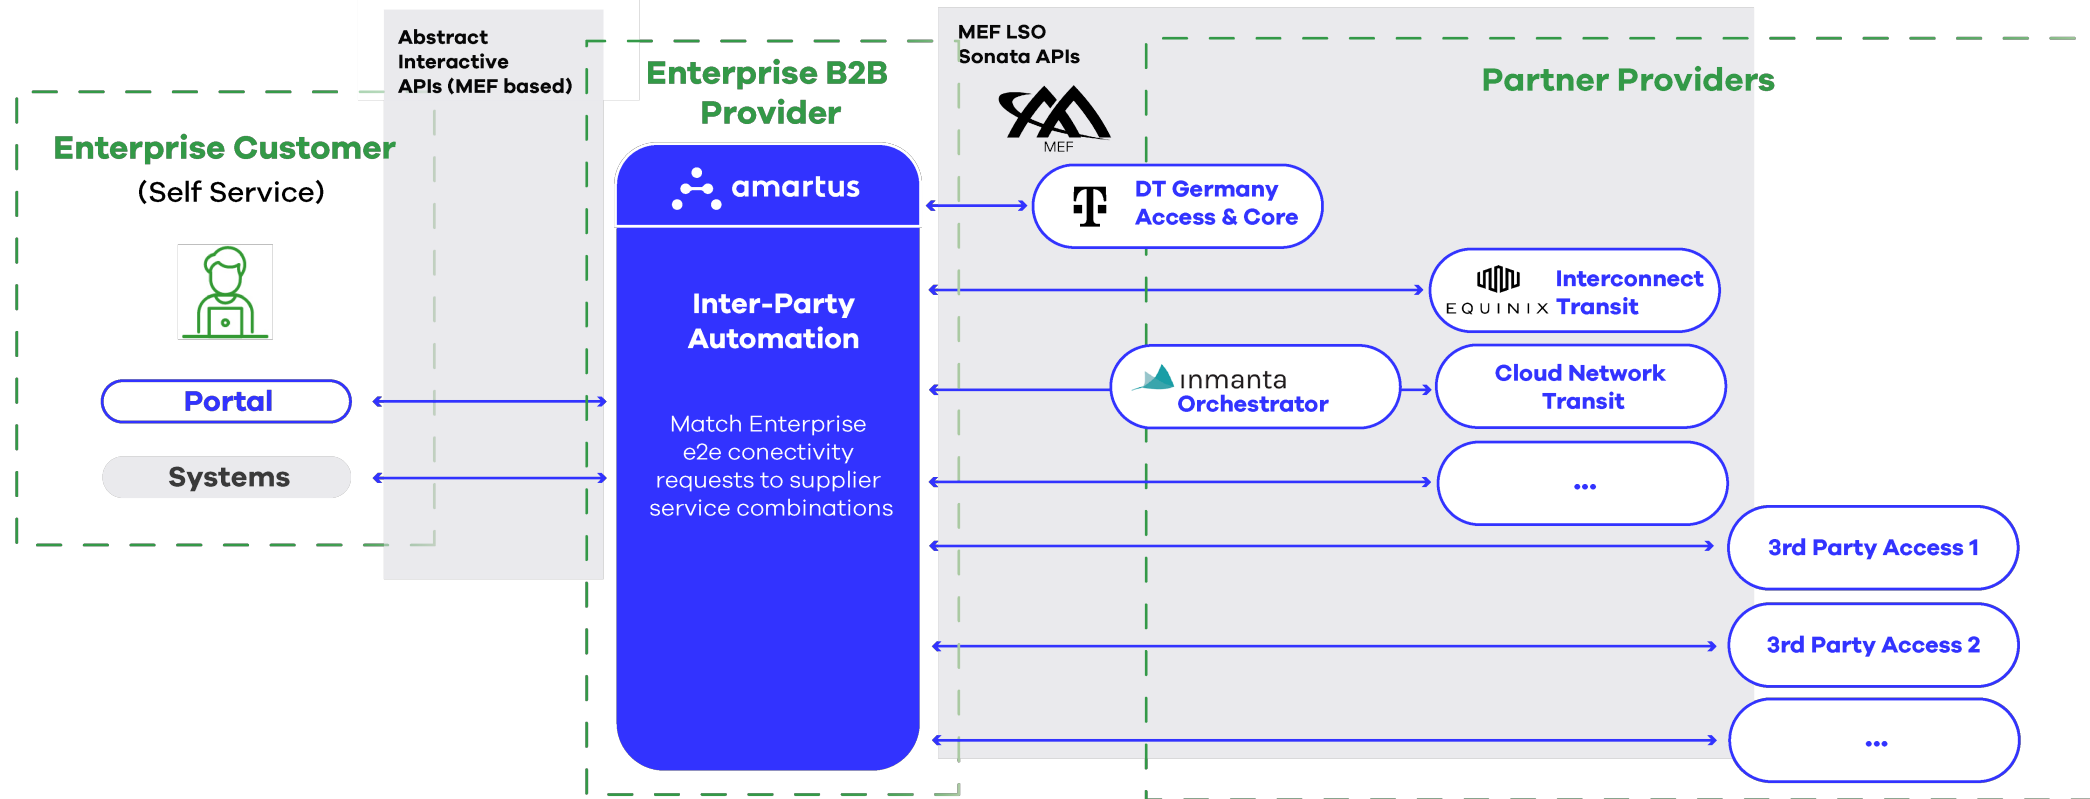 Abstract
Interactive
APIs (MEF based)
Enterprise Customer
(Self Service)
Portal
Systems
Enterprise B2B
Provider
amartus
Inter-Party
Automation
Match Enterprise
e2e conectivity
requests to supplier
service combinations
MEF LSO
Sonata APIs
MEF
Partner Providers
T DT Germany
Access & Core
EQUINIX
Interconnect
Transit
inmanta
Orchestrator
Cloud Network
Transit
...
3rd Party Access 1
3rd Party Access 2
...